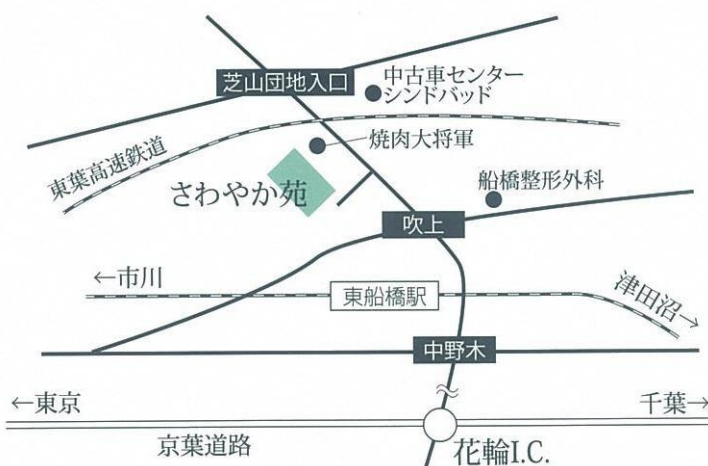 芝山団地入口
中古車センター
シンドバッド
焼肉大将軍
東葉高速鉄道
さわやか苑
船橋整形外科
吹上
←市川
東船橋駅
津田沼→
中野木
←東京
千葉→
京葉道路
花輪I.C.